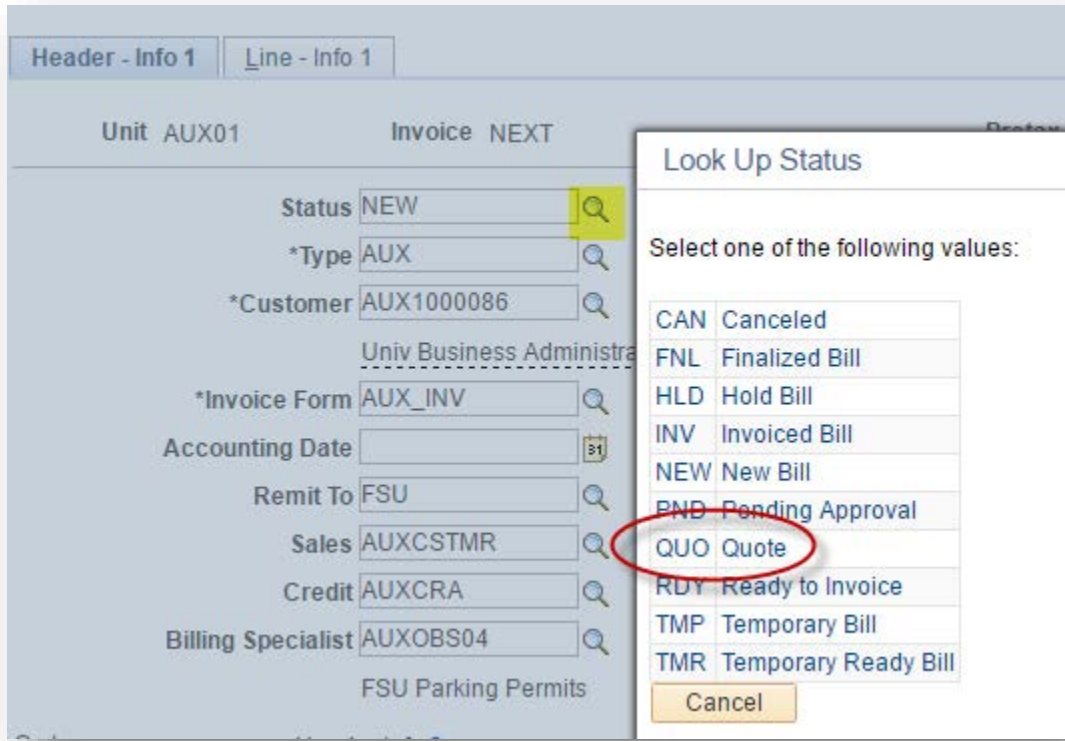 Header - Info 1 Line - Info 1
Unit AUX01 Invoice NEXT
Status NEW
*Type AUX
*Customer AUX1000086
Univ Business Administra
*Invoice Form AUX_INV
Accounting Date 31
Remit To FSU
Sales AUXCSTMR
Credit AUXCRA
Billing Specialist AUXOBS04
FSU Parking Permits
Look Up Status
Select one of the following values:
CAN Canceled
FNL Finalized Bill
HLD Hold Bill
INV Invoiced Bill
NEW New Bill
PND Pending Approval
QUO Quote
RDY Ready to Invoice
TMP Temporary Bill
TMR Temporary Ready Bill
Cancel